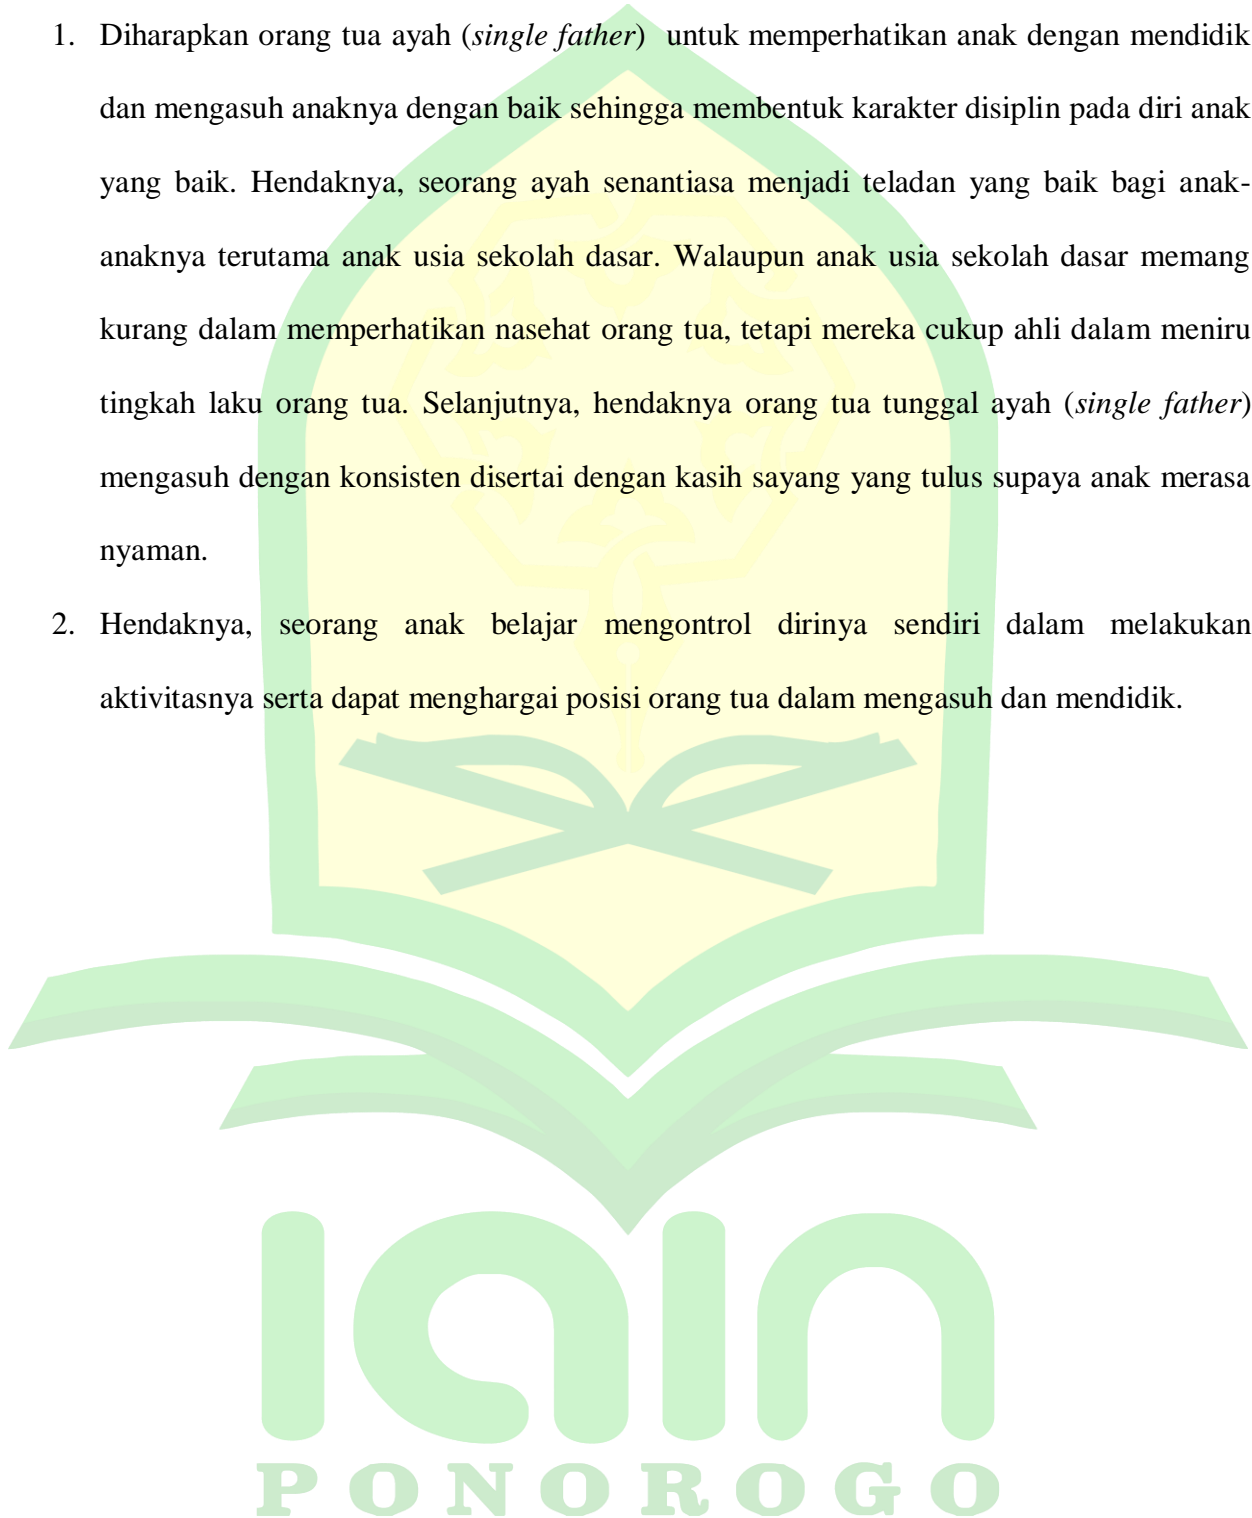 1. Diharapkan orang tua ayah (single father) untuk memperhatikan anak dengan mendidik
dan mengasuh anaknya dengan baik sehingga membentuk karakter disiplin pada diri anak
yang baik. Hendaknya, seorang ayah senantiasa menjadi teladan yang baik bagi anak-
anaknya terutama anak usia sekolah dasar. Walaupun anak usia sekolah dasar memang
kurang dalam memperhatikan nasehat orang tua, tetapi mereka cukup ahli dalam meniru
tingkah laku orang tua. Selanjutnya, hendaknya orang tua tunggal ayah (single father)
mengasuh dengan konsisten disertai dengan kasih sayang yang tulus supaya anak merasa
nyaman.
2. Hendaknya, seorang anak belajar mengontrol dirinya sendiri dalam melakukan
aktivitasnya serta dapat menghargai posisi orang tua dalam mengasuh dan mendidik.
IAIN
PONOROGO